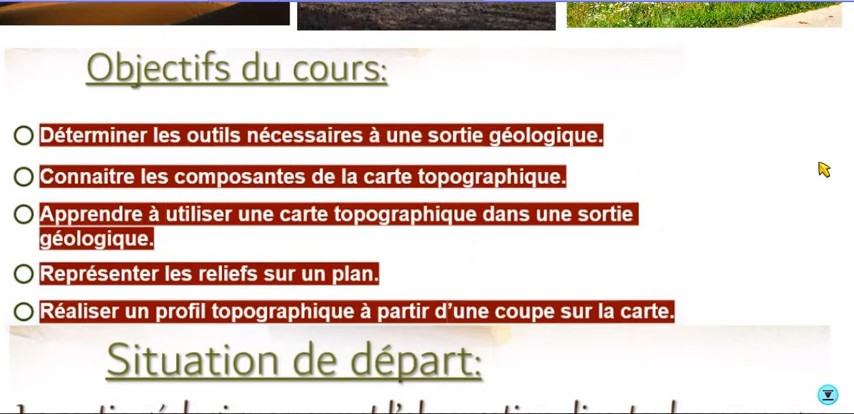 Objectifs du cours:
Déterminer les outils nécessaires à une sortie géologique.
Connaitre les composantes de la carte topographique.
Apprendre à utiliser une carte topographique dans une sortie
géologique.
Représenter les reliefs sur un plan.
Réaliser un profil topographique à partir d'une coupe sur la carte.
Situation de départ: